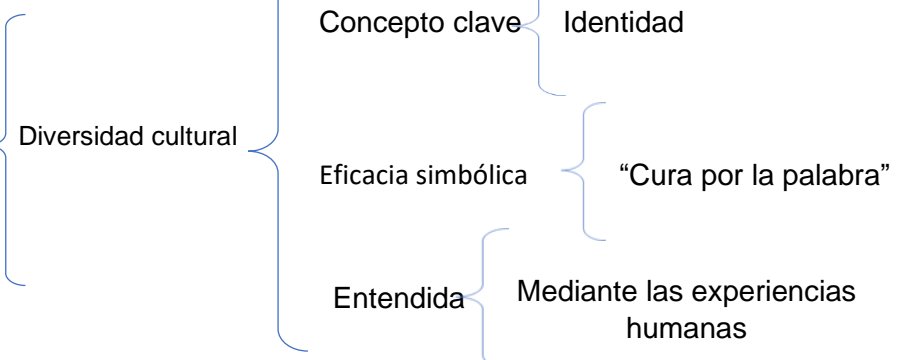 Concepto clave
Identidad
Diversidad cultural
Eficacia simbólica
“Cura por la palabra”
Entendida
Mediante las experiencias
humanas